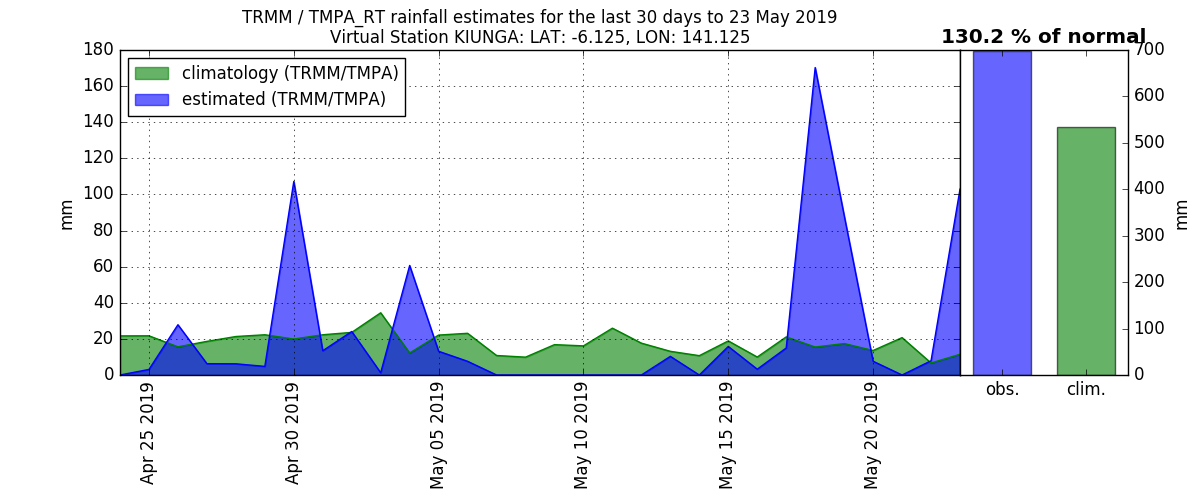 TRMM / TMPA_RT rainfall estimates for the last 30 days to 23 May 2019
Virtual Station KIUNGA: LAT: -6.125, LON: 141.125
130.2 % of normal
climatology (TRMM/TMPA)
estimated (TRMM/TMPA)
mm
180
160
140
120
100
80
60
40
20
0
Apr 25 2019
Apr 30 2019
May 05 2019
May 10 2019
May 15 2019
May 20 2019
obs.
clim.
700
600
500
400
300
200
100
0
mm